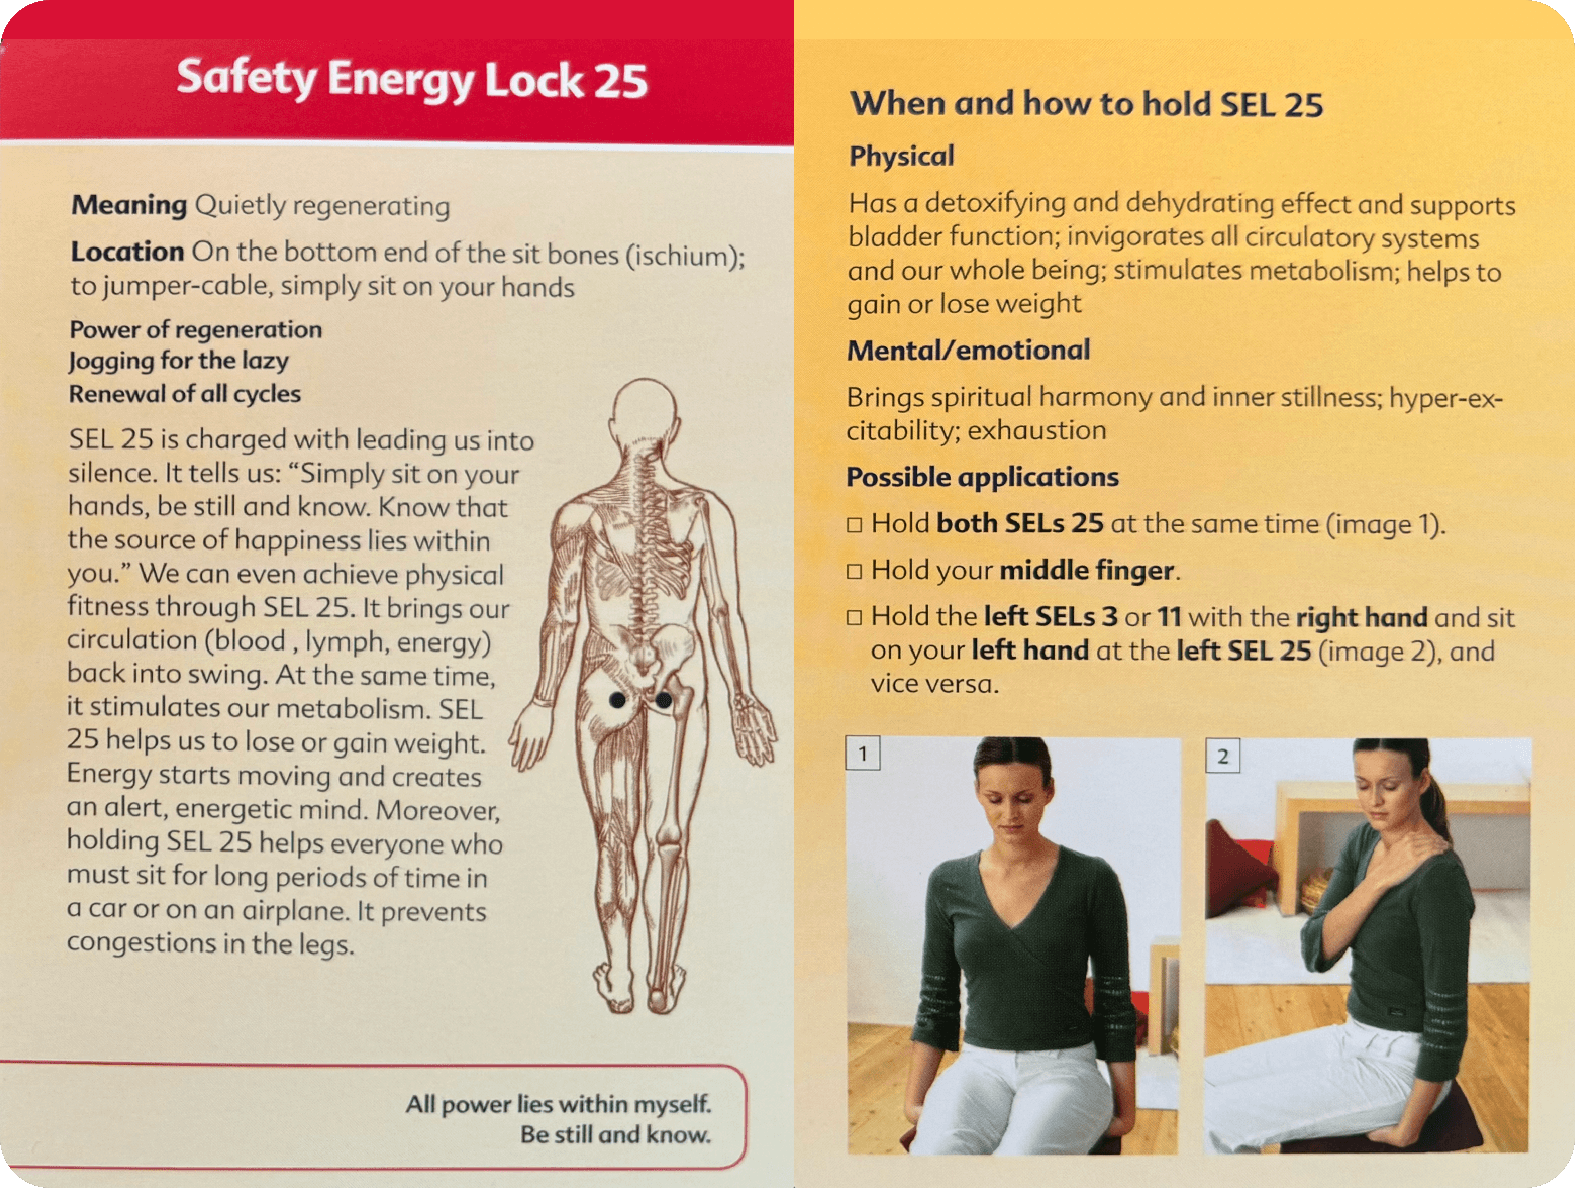 Safety Energy Lock 25
Meaning Quietly regenerating
Location On the bottom end of the sit bones (ischium);
to jumper-cable, simply sit on your hands
Power of regeneration
Jogging for the lazy
Renewal of all cycles
SEL 25 is charged with leading us into
silence. It tells us: “Simply sit on your
hands, be still and know. Know that
the source of happiness lies within
you.” We can even achieve physical
fitness through SEL 25. It brings our
circulation (blood , lymph, energy)
back into swing. At the same time,
it stimulates our metabolism. SEL
25 helps us to lose or gain weight.
Energy starts moving and creates
an alert, energetic mind. Moreover,
holding SEL 25 helps everyone who
must sit for long periods of time in
a car or on an airplane. It prevents
congestions in the legs.
All power lies within myself.
Be still and know.
When and how to hold SEL 25
Physical
Has a detoxifying and dehydrating effect and supports
bladder function; invigorates all circulatory systems
and our whole being; stimulates metabolism; helps to
gain or lose weight
Mental/emotional
Brings spiritual harmony and inner stillness; hyper-ex-
citability; exhaustion
Possible applications
□ Hold both SELs 25 at the same time (image 1).
□ Hold your middle finger.
□ Hold the left SELs 3 or 11 with the right hand and sit
on your left hand at the left SEL 25 (image 2), and
vice versa.
1
2